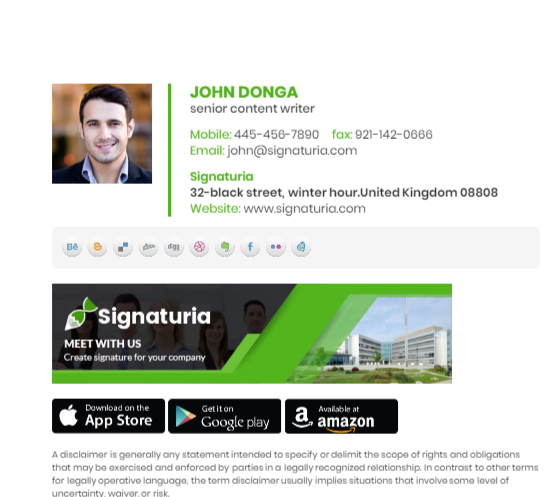 JOHN DONGA
senior content writer
Mobile: 445-456-7890 fax: 921-142-0666
Email: john@signaturia.com
Signaturia
32-black street, winter hour.United Kingdom 08808
Website: www.signaturia.com
Bē
digg
f
Signaturia
MEET WITH US
Create signature for your company
Download on the
App Store
Get it on
Google play
a
Available at
amazon
A disclaimer is generally any statement intended to specify or delimit the scope of rights and obligations
that may be exercised and enforced by parties in a legally recognized relationship. In contrast to other terms
for legally operative language, the term disclaimer usually implies situations that involve some level of
uncertainty, waiver, or risk.